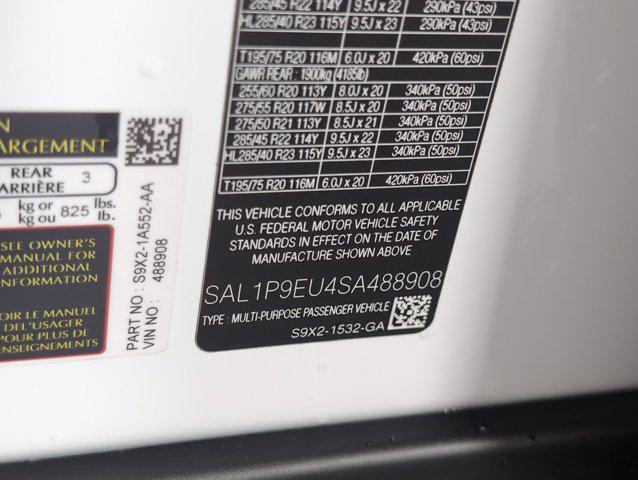 285/45 R22 114Y 9.5J x 22 290kPa (43psi)
HL285/40 R23 115Y 9.5J x 23 290kPa (43psi)
T195/75 R20 116M 6.0J x 20 420kPa (60psi)
GAWR REAR : 1900kg (4185lb)
255/60 R20 113Y 8.0J x 20 340kPa (50psi)
275/55 R20 117W 8.5J x 20 340kPa (50psi)
275/50 R21 113Y 8.5J x 21 340kPa (50psi)
285/45 R22 114Y 9.5J x 22 340kPa (50psi)
HL285/40 R23 115Y 9.5J x 23 340kPa (50psi)
T195/75 R20 116M 6.0J x 20 420kPa (60psi)
THIS VEHICLE CONFORMS TO ALL APPLICABLE
U.S. FEDERAL MOTOR VEHICLE SAFETY
STANDARDS IN EFFECT ON THE DATE OF
MANUFACTURE SHOWN ABOVE.
SAL1P9EU4SA488908
TYPE : MULTI-PURPOSE PASSENGER VEHICLE
S9X2-1532-GA
N
ARGEMENT
REAR 3
ARRIÈRE
kg or 825 lbs.
kg ou lb.
SEE OWNER'S
MANUAL FOR
ADDITIONAL
INFORMATION
OIR LE MANUEL
DEL'USAGER
POUR PLUS DE
ENSEIGNEMENTS
PART NO : S9X2-1A552-AA
VIN NO : 488908